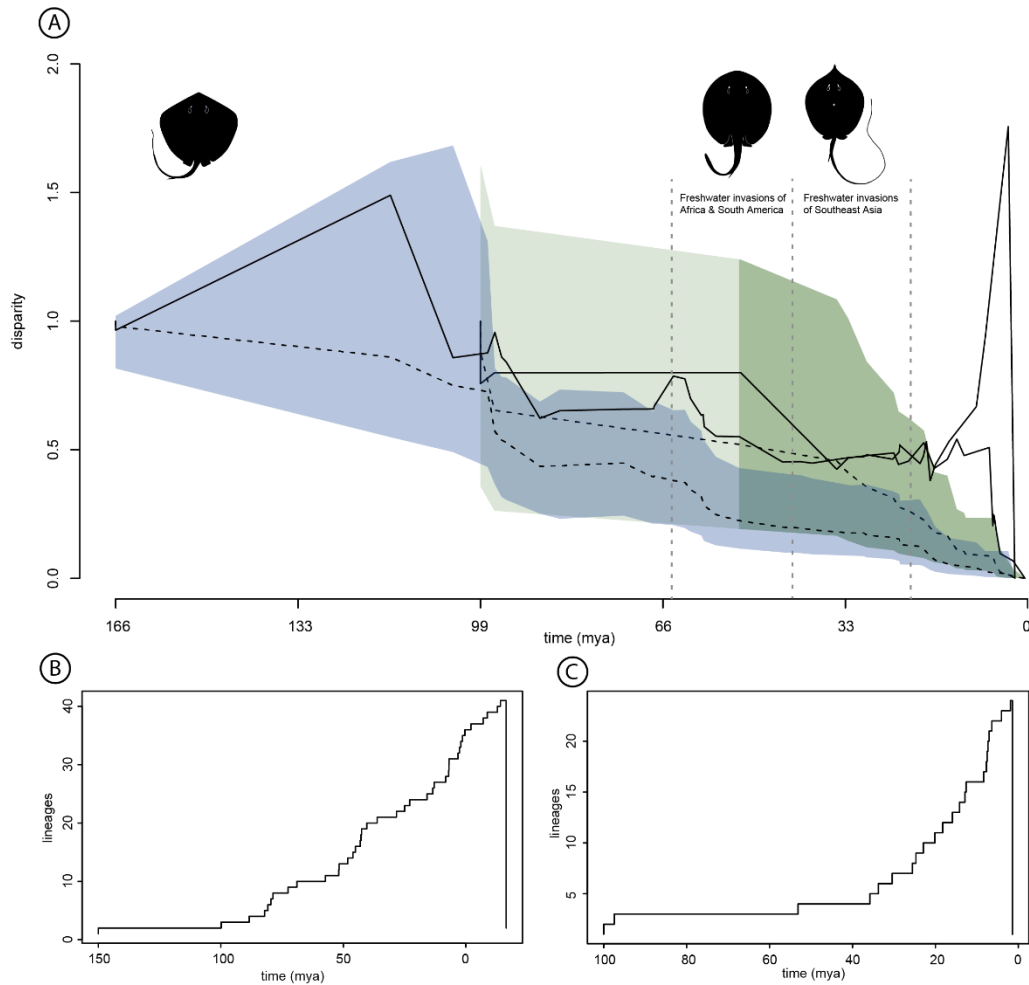 A
2.0
1.5
1.0
0.5
0.0
disparity
Freshwater invasions of
Africa & South America
Freshwater invasions
of Southeast Asia
166
133
99
66
33
0
time (mya)
B
40
30
20
10
0
lineages
150
100
50
0
time (mya)
C
20
15
10
5
lineages
100
80
60
40
20
0
time (mya)